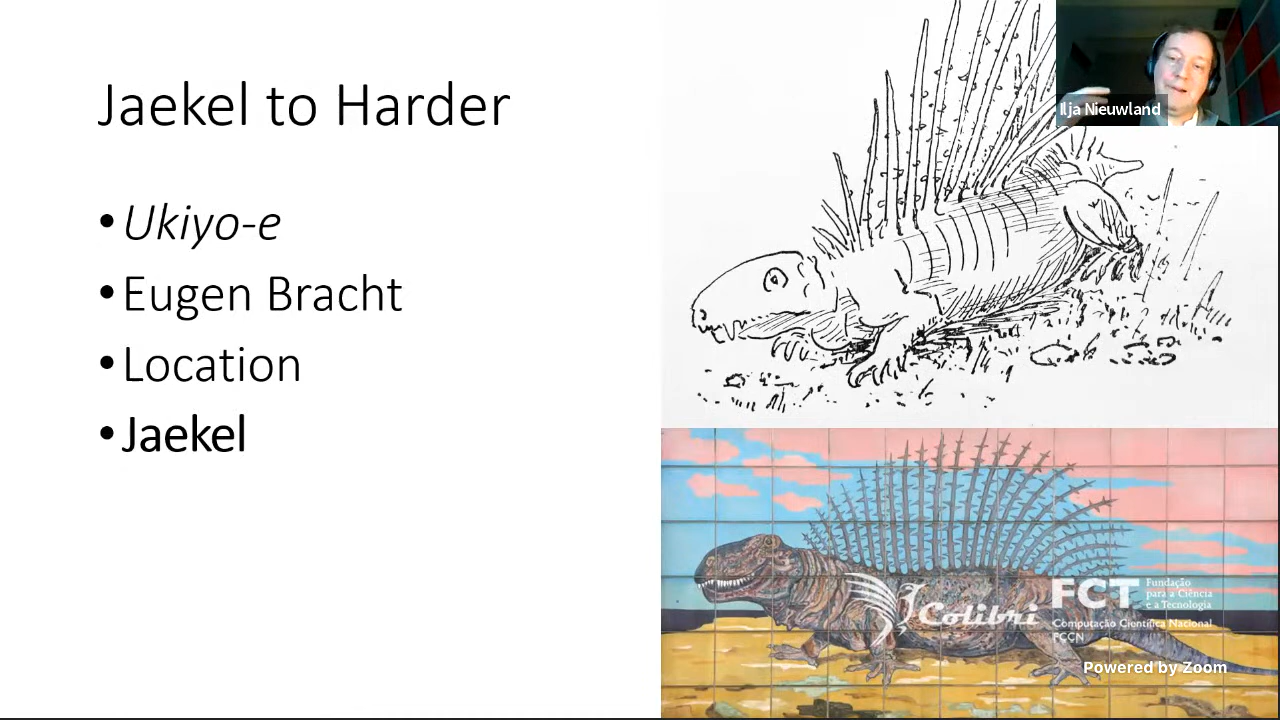 Jaekel to Harder
• Ukiyo-e
• Eugen Bracht
• Location
• Jaekel
Ilja Nieuwland
Colibri
FCT
Fundação
para a Ciência
e a Tecnologia
Computação Científica Nacional
FCCN
Powered by Zoom